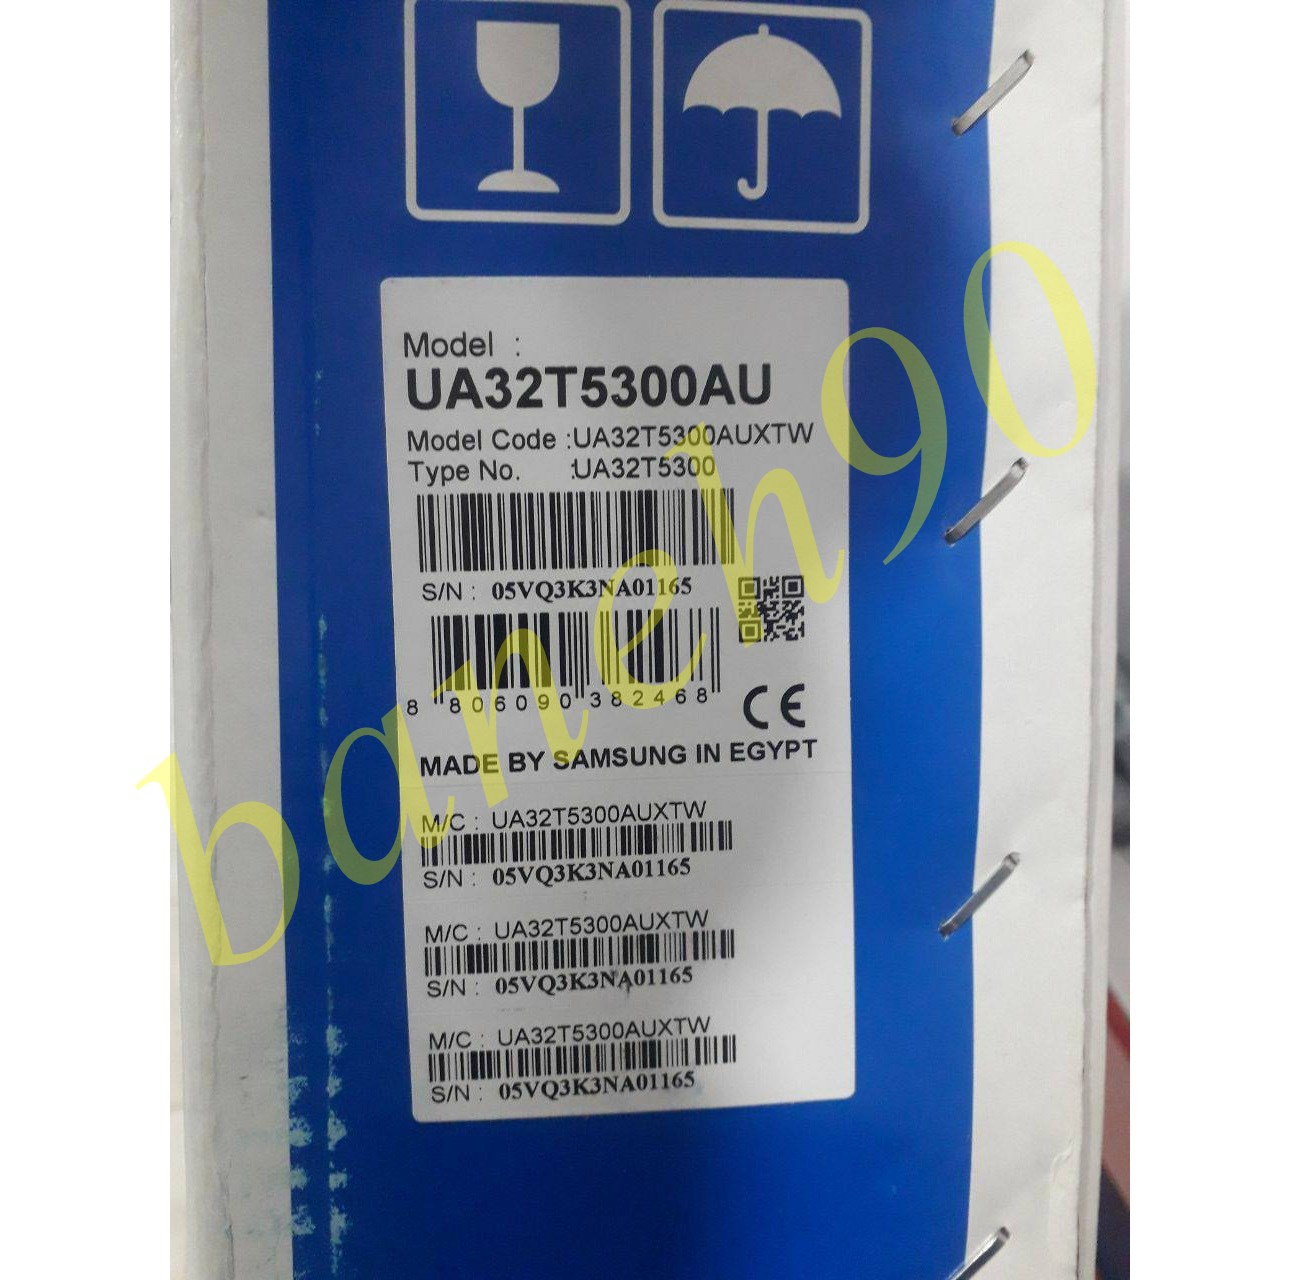 Model :
UA32T5300AU
Model Code :UA32T5300AUXTW
Type No. :UA32T5300
S/N : 05VQ3K3NA01165
8 806090 382468
CE
MADE BY SAMSUNG IN EGYPT
M/C : UA32T5300AUXTW
S/N : 05VQ3K3NA01165
M/C : UA32T5300AUXTW
S/N : 05VQ3K3NA01165
M/C : UA32T5300AUXTW
S/N : 05VQ3K3NA01165
baneh90